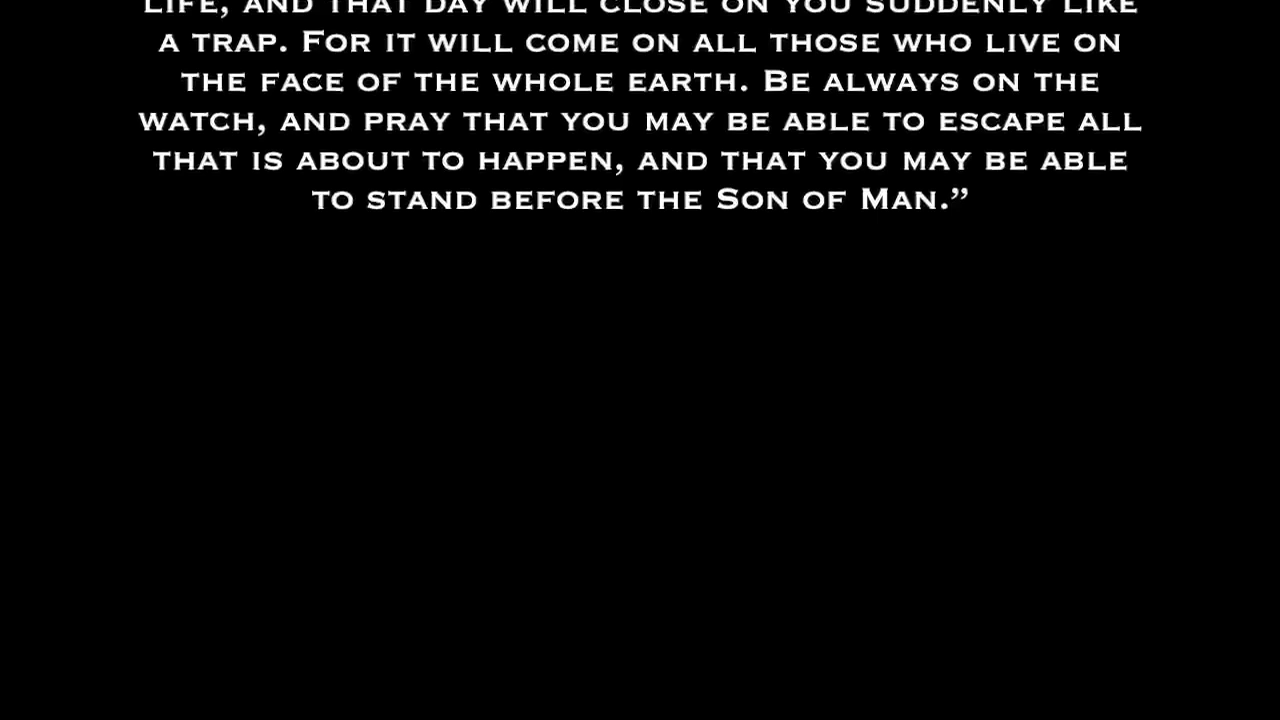 LIFE, AND THAT DAY WILL CLOSE ON YOU SUDDENLY LIKE
A TRAP. FOR IT WILL COME ON ALL THOSE WHO LIVE ON
THE FACE OF THE WHOLE EARTH. BE ALWAYS ON THE
WATCH, AND PRAY THAT YOU MAY BE ABLE TO ESCAPE ALL
THAT IS ABOUT TO HAPPEN, AND THAT YOU MAY BE ABLE
TO STAND BEFORE THE SON OF MAN.”